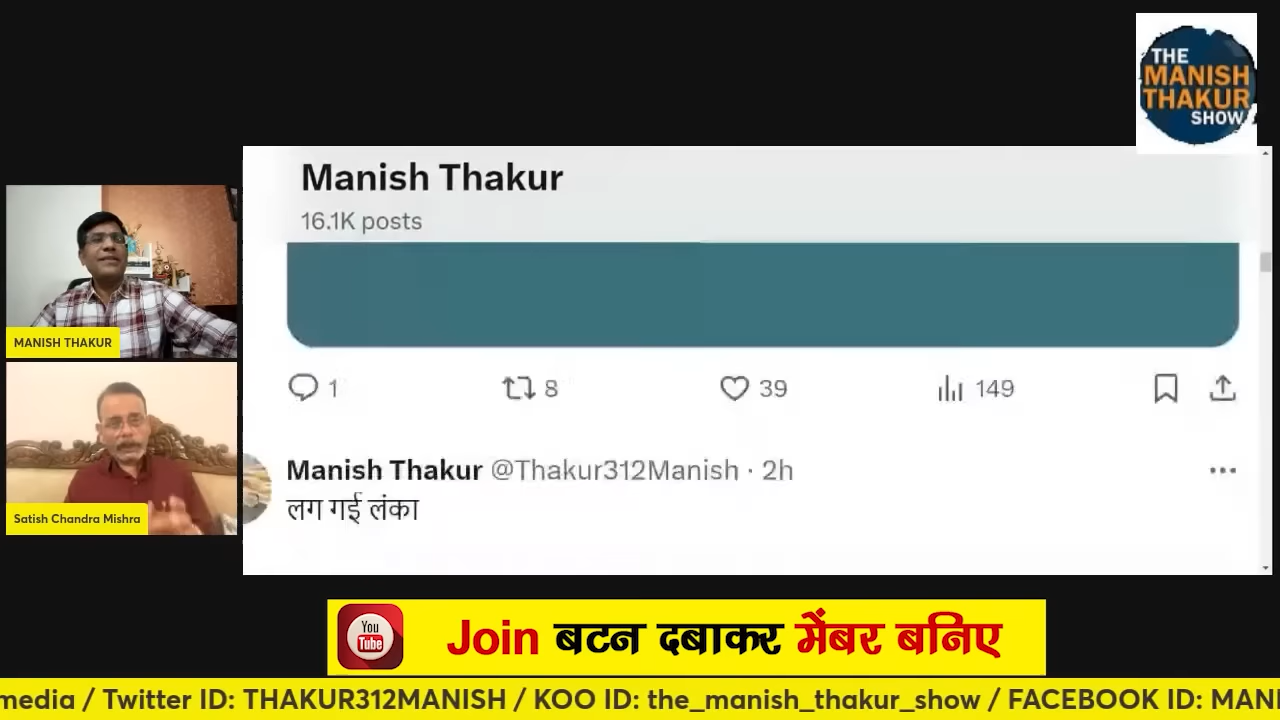 THE
MANISH
THAKUR
SHOW
Manish Thakur
16.1K posts
1 8 39 149
Manish Thakur @Thakur312Manish · 2h
लग गई लंका
MANISH THAKUR
Satish Chandra Mishra
You
Tube
Join बटन दबाकर मेंबर बनिए
media / Twitter ID: THAKUR312MANISH / KOO ID: the_manish_thakur_show / FACEBOOK ID: MANI